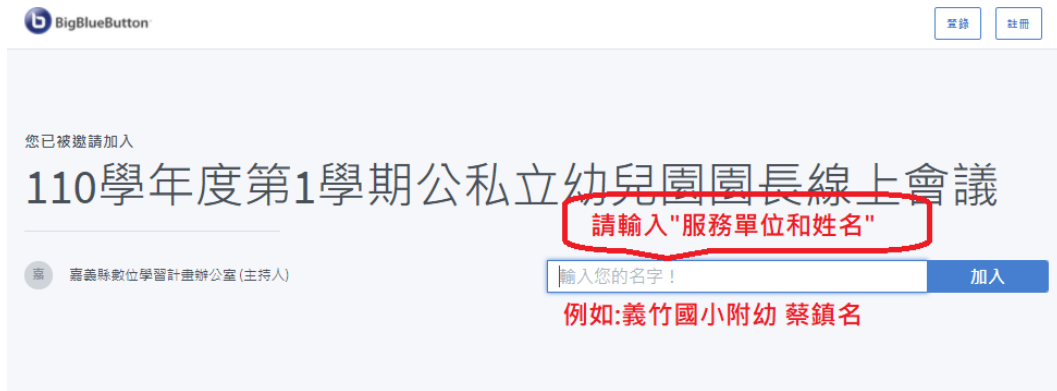 BigBlueButton
登錄
註冊
您已被邀請加入
110學年度第1學期公私立幼兒園園長線上會議
請輸入"服務單位和姓名"
嘉
嘉義縣數位學習計畫辦公室(主持人)
輸入您的名字！
加入
例如:義竹國小附幼 蔡鎮名